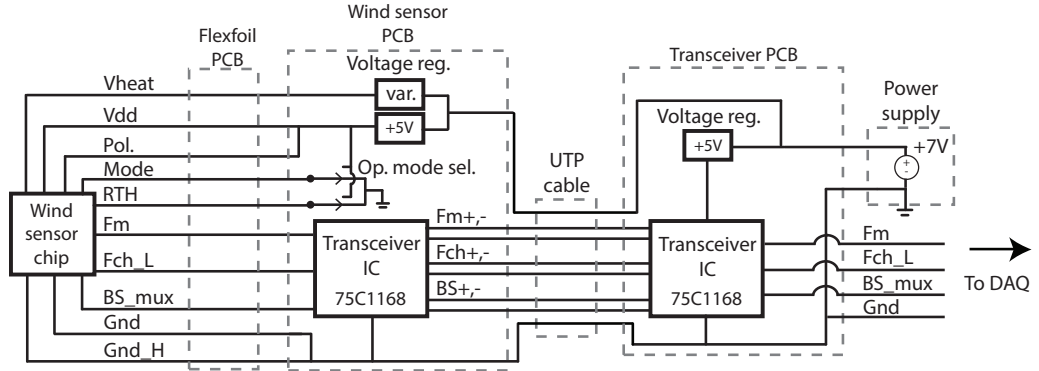 Wind sensor
PCB
Flexfoil
PCB
Transceiver PCB
Voltage reg.
Vheat
var.
Power
supply
Vdd
+5V
Voltage reg.
+7V
+
-
Pol.
+5V
Mode
Op. mode sel.
UTP
cable
RTH
Wind
sensor
chip
Fm
Fm+,-
Transceiver
IC
75C1168
Transceiver
IC
75C1168
Fm
Fch_L
Fch+,-
Fch_L
To DAQ
BS_mux
BS+,-
BS_mux
Gnd
Gnd
Gnd_H